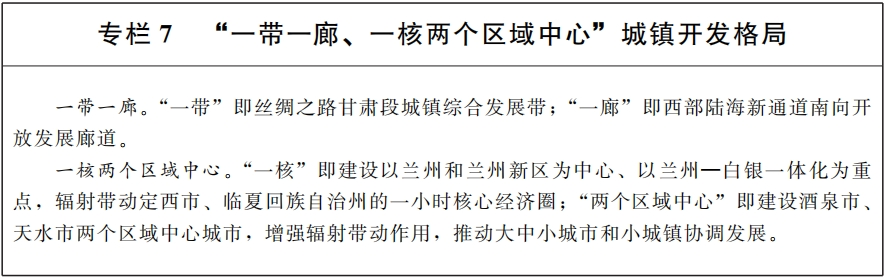 专栏 7 “一带一廊、一核两个区域中心”城镇开发格局
一带一廊。“一带”即丝绸之路甘肃段城镇综合发展带；“一廊”即西部陆海新通道南向开
放发展廊道。
一核两个区域中心。“一核”即建设以兰州和兰州新区为中心、以兰州—白银一体化为重
点，辐射带动定西市、临夏回族自治州的一小时核心经济圈；“两个区域中心”即建设酒泉市、
天水市两个区域中心城市，增强辐射带动作用，推动大中小城市和小城镇协调发展。